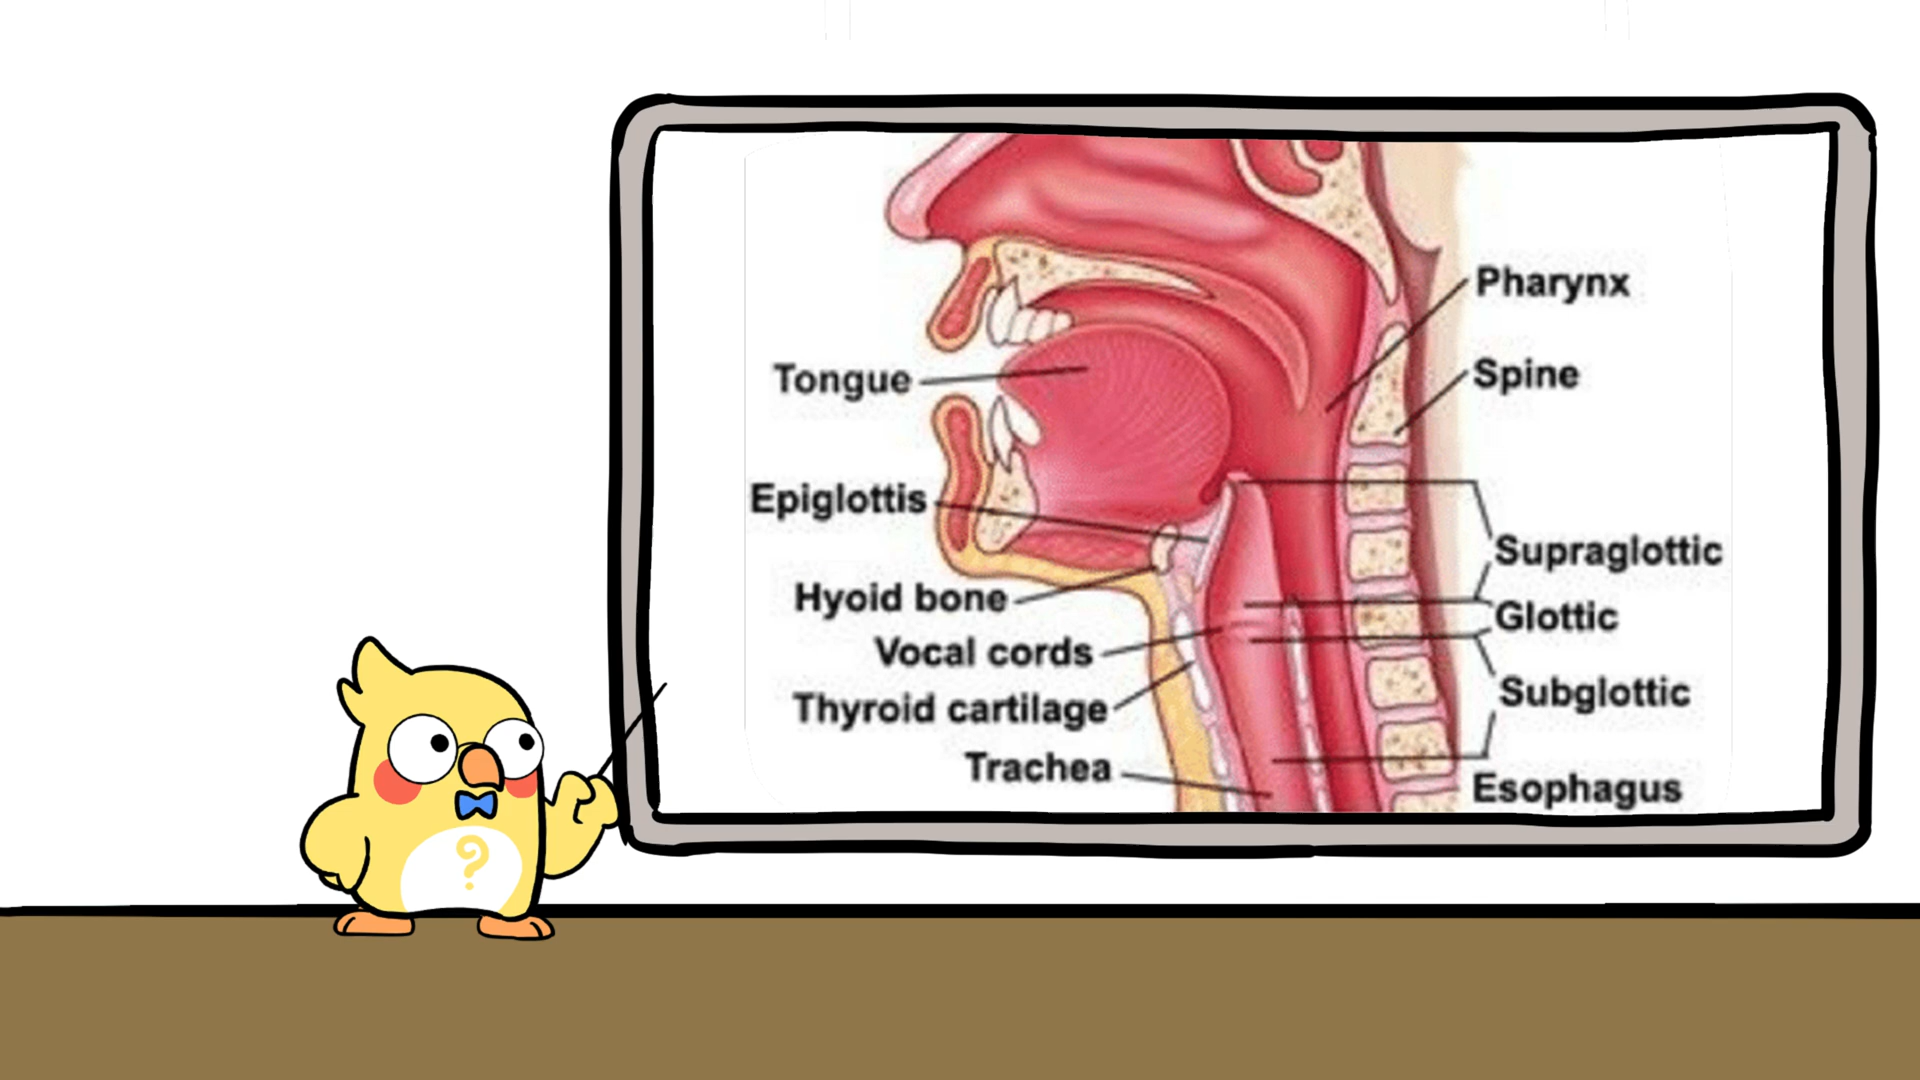 Pharynx
Spine
Tongue
Epiglottis
Supraglottic
Hyoid bone
Glottic
Vocal cords
Subglottic
Thyroid cartilage
Trachea
Esophagus
?